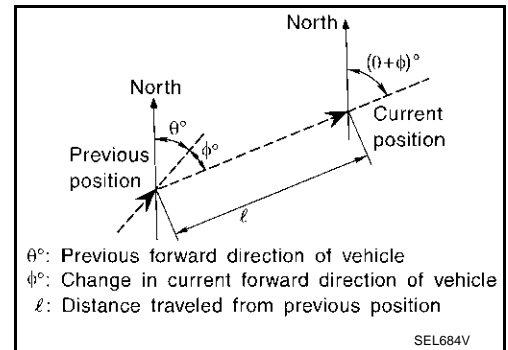 North
(θ+ϕ)°
North
θ°
ϕ°
Previous
position
Current
position
ℓ
θ°: Previous forward direction of vehicle
ϕ°: Change in current forward direction of vehicle
ℓ: Distance traveled from previous position
SEL684V